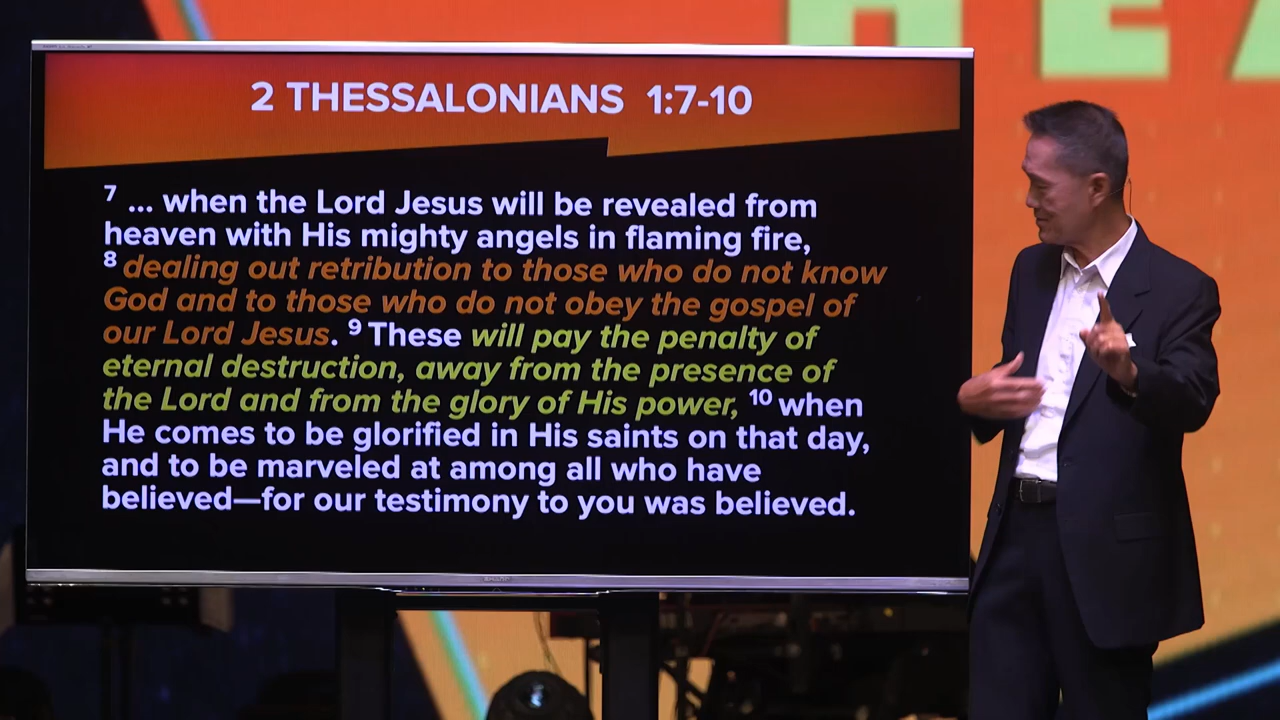 HEA
2 THESSALONIANS 1:7-10
7 ... when the Lord Jesus will be revealed from
heaven with His mighty angels in flaming fire,
8 dealing out retribution to those who do not know
God and to those who do not obey the gospel of
our Lord Jesus. 9 These will pay the penalty of
eternal destruction, away from the presence of
the Lord and from the glory of His power, 10 when
He comes to be glorified in His saints on that day,
and to be marveled at among all who have
believed—for our testimony to you was believed.
SHARP